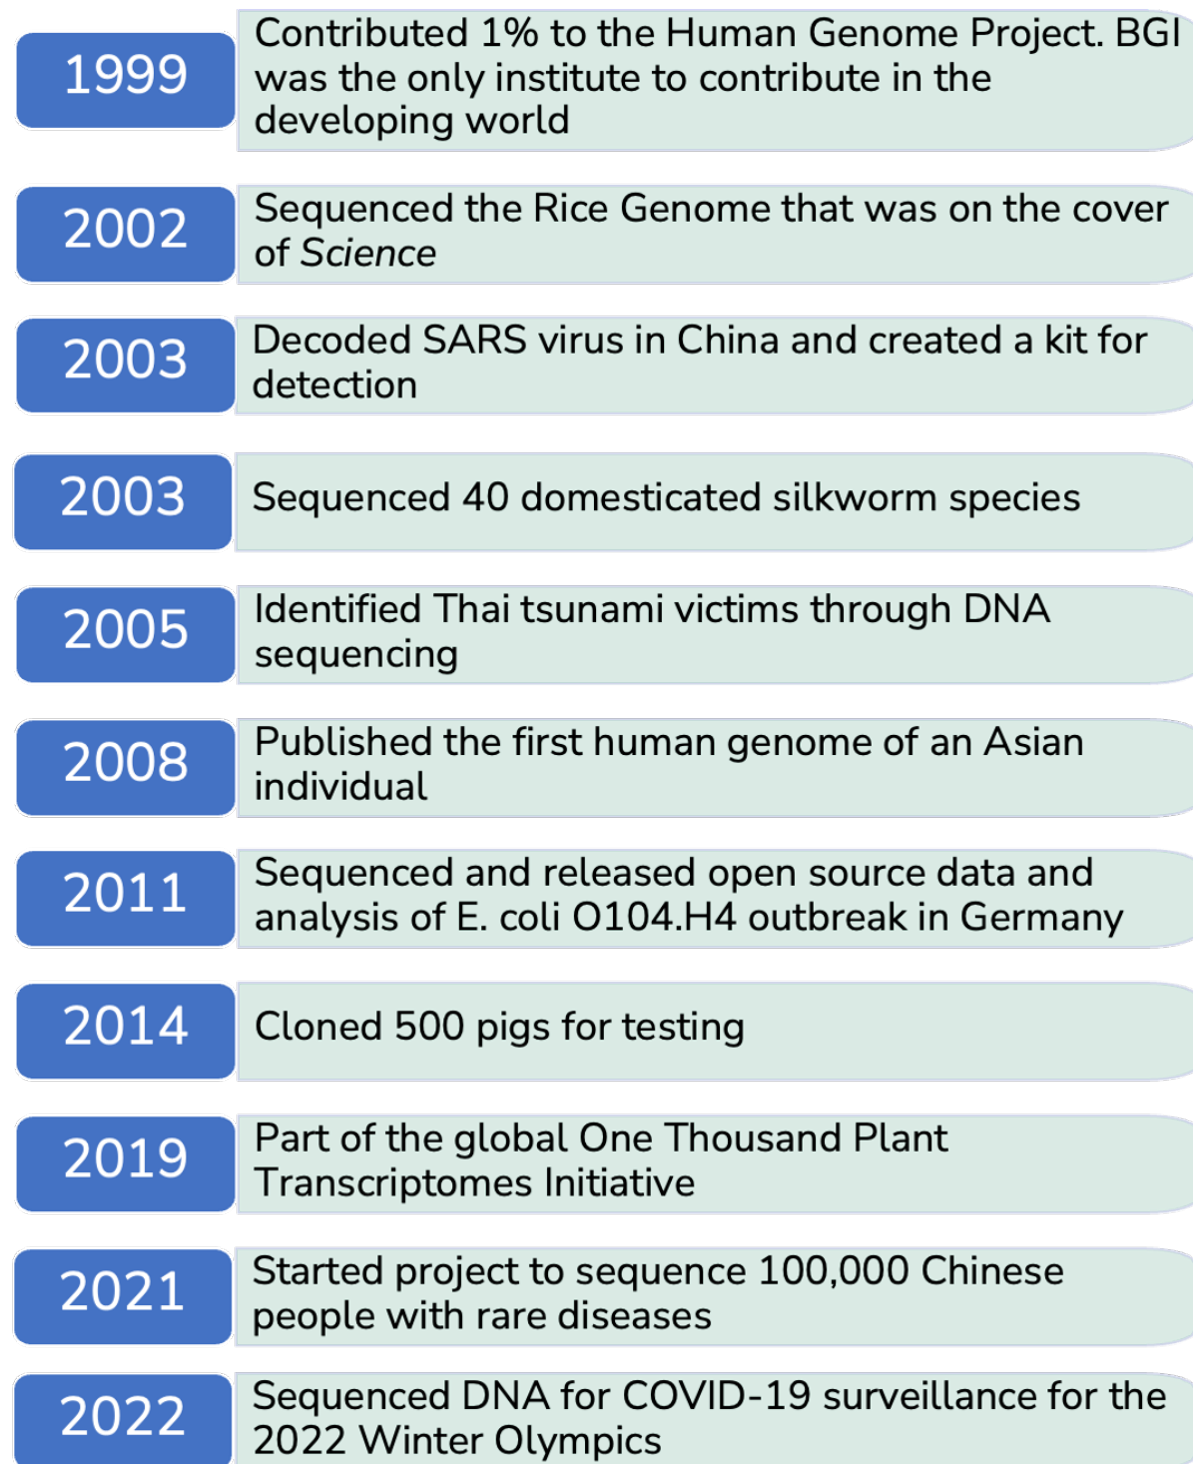 1999
Contributed 1% to the Human Genome Project. BGI
was the only institute to contribute in the
developing world
2002
Sequenced the Rice Genome that was on the cover
of Science
2003
Decoded SARS virus in China and created a kit for
detection
2003
Sequenced 40 domesticated silkworm species
2005
Identified Thai tsunami victims through DNA
sequencing
2008
Published the first human genome of an Asian
individual
2011
Sequenced and released open source data and
analysis of E. coli O104.H4 outbreak in Germany
2014
Cloned 500 pigs for testing
2019
Part of the global One Thousand Plant
Transcriptomes Initiative
2021
Started project to sequence 100,000 Chinese
people with rare diseases
2022
Sequenced DNA for COVID-19 surveillance for the
2022 Winter Olympics